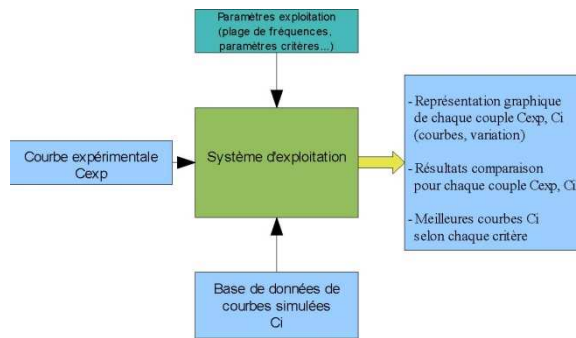 Paramètres exploitation
(plage de fréquences,
paramètres critères...)
Courbe expérimentale
Cexp
Système d'exploitation
- Représentation graphique
de chaque couple Cexp, Ci
(courbes, variation)
- Résultats comparaison
pour chaque couple Cexp, Ci
- Meilleures courbes Ci
selon chaque critère
Base de données de
courbes simulées
Ci